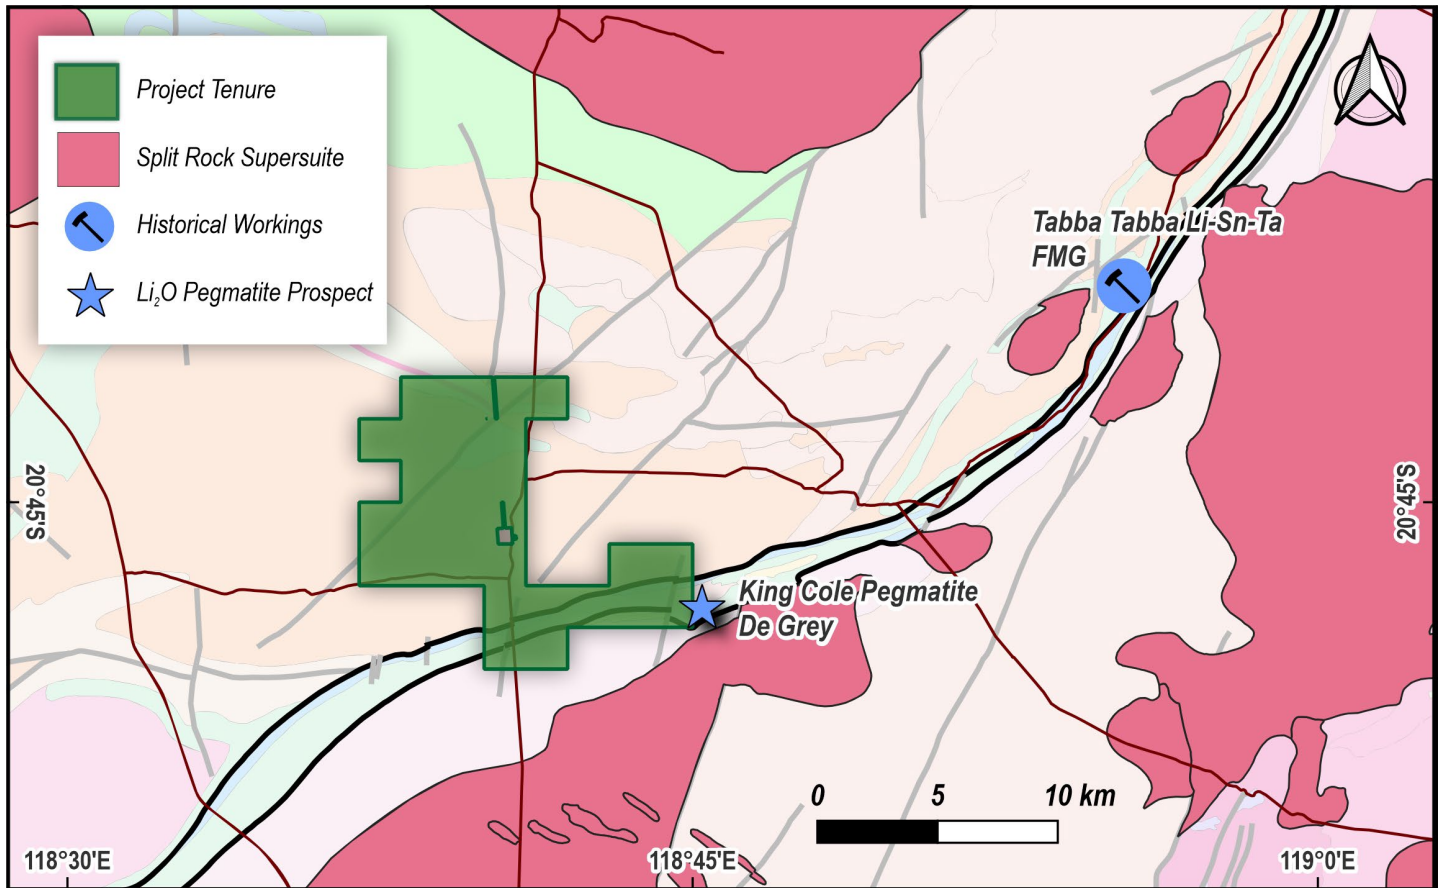 Project Tenure
Split Rock Supersuite
Historical Workings
Li₂O Pegmatite Prospect
Tabba Tabba Li-Sn-Ta
FMG
20°45'S
20°45'S
King Cole Pegmatite
De Grey
0 5 10 km
118°30'E
118°45'E
119°0'E